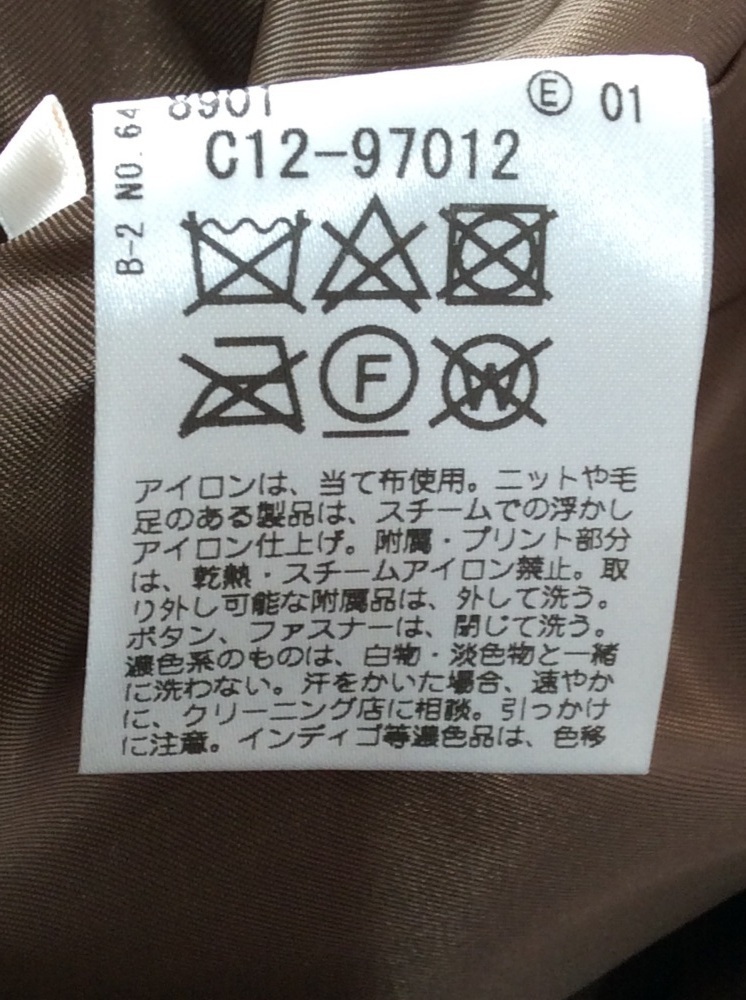 8901
Ⓔ 01
C12-97012
B-2 NO.64
F
W
アイロンは、当て布使用。ニットや毛
足のある製品は、スチームでの浮かし
アイロン仕上げ。附属・プリント部分
は、乾熱・スチームアイロン禁止。取
り外し可能な附属品は、外して洗う。
ボタン、ファスナーは、閉じて洗う。
濃色系のものは、白物・淡色物と一緒
に洗わない。汗をかいた場合、速やか
に、クリーニング店に相談。引っかけ
に注意。インディゴ等濃色品は、色移